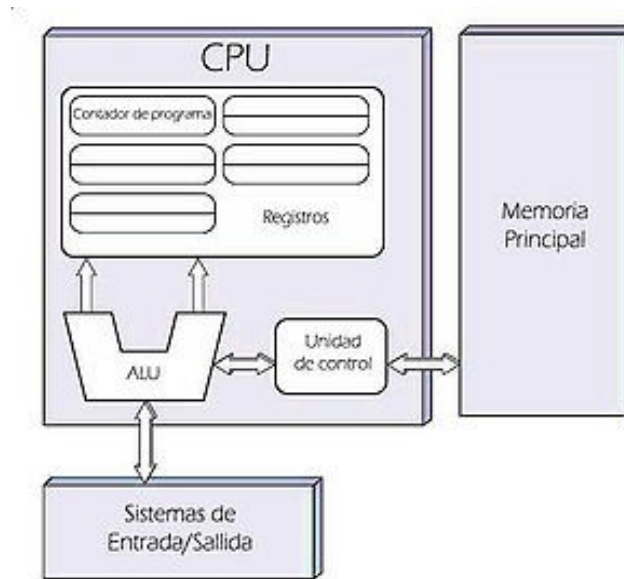 CPU
Contador de programa
Registros
Memoria
Principal
Unidad
de control
ALU
Sistemas de
Entrada/Sallida